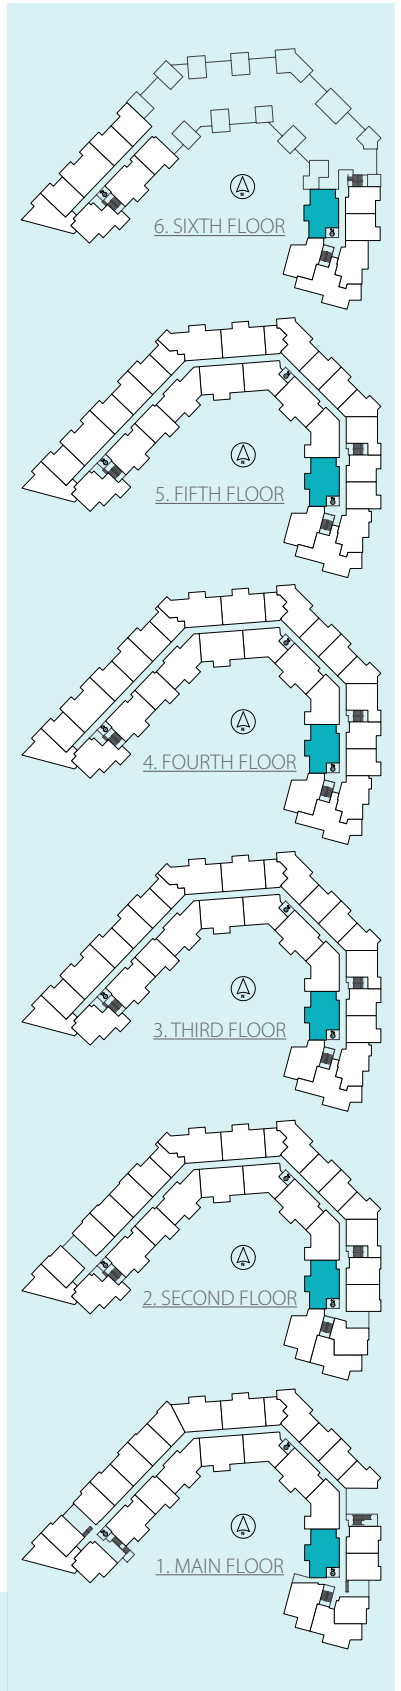 N
6. SIXTH FLOOR
N
5. FIFTH FLOOR
N
4. FOURTH FLOOR
N
3. THIRD FLOOR
N
2. SECOND FLOOR
N
1. MAIN FLOOR